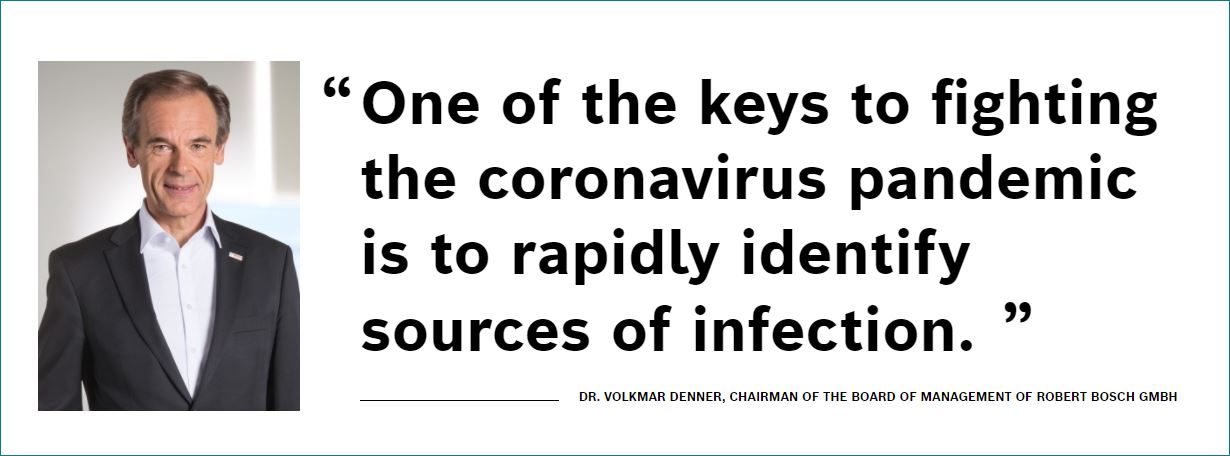 “One of the keys to fighting
the coronavirus pandemic
is to rapidly identify
sources of infection. ”
DR. VOLKMAR DENNER, CHAIRMAN OF THE BOARD OF MANAGEMENT OF ROBERT BOSCH GMBH